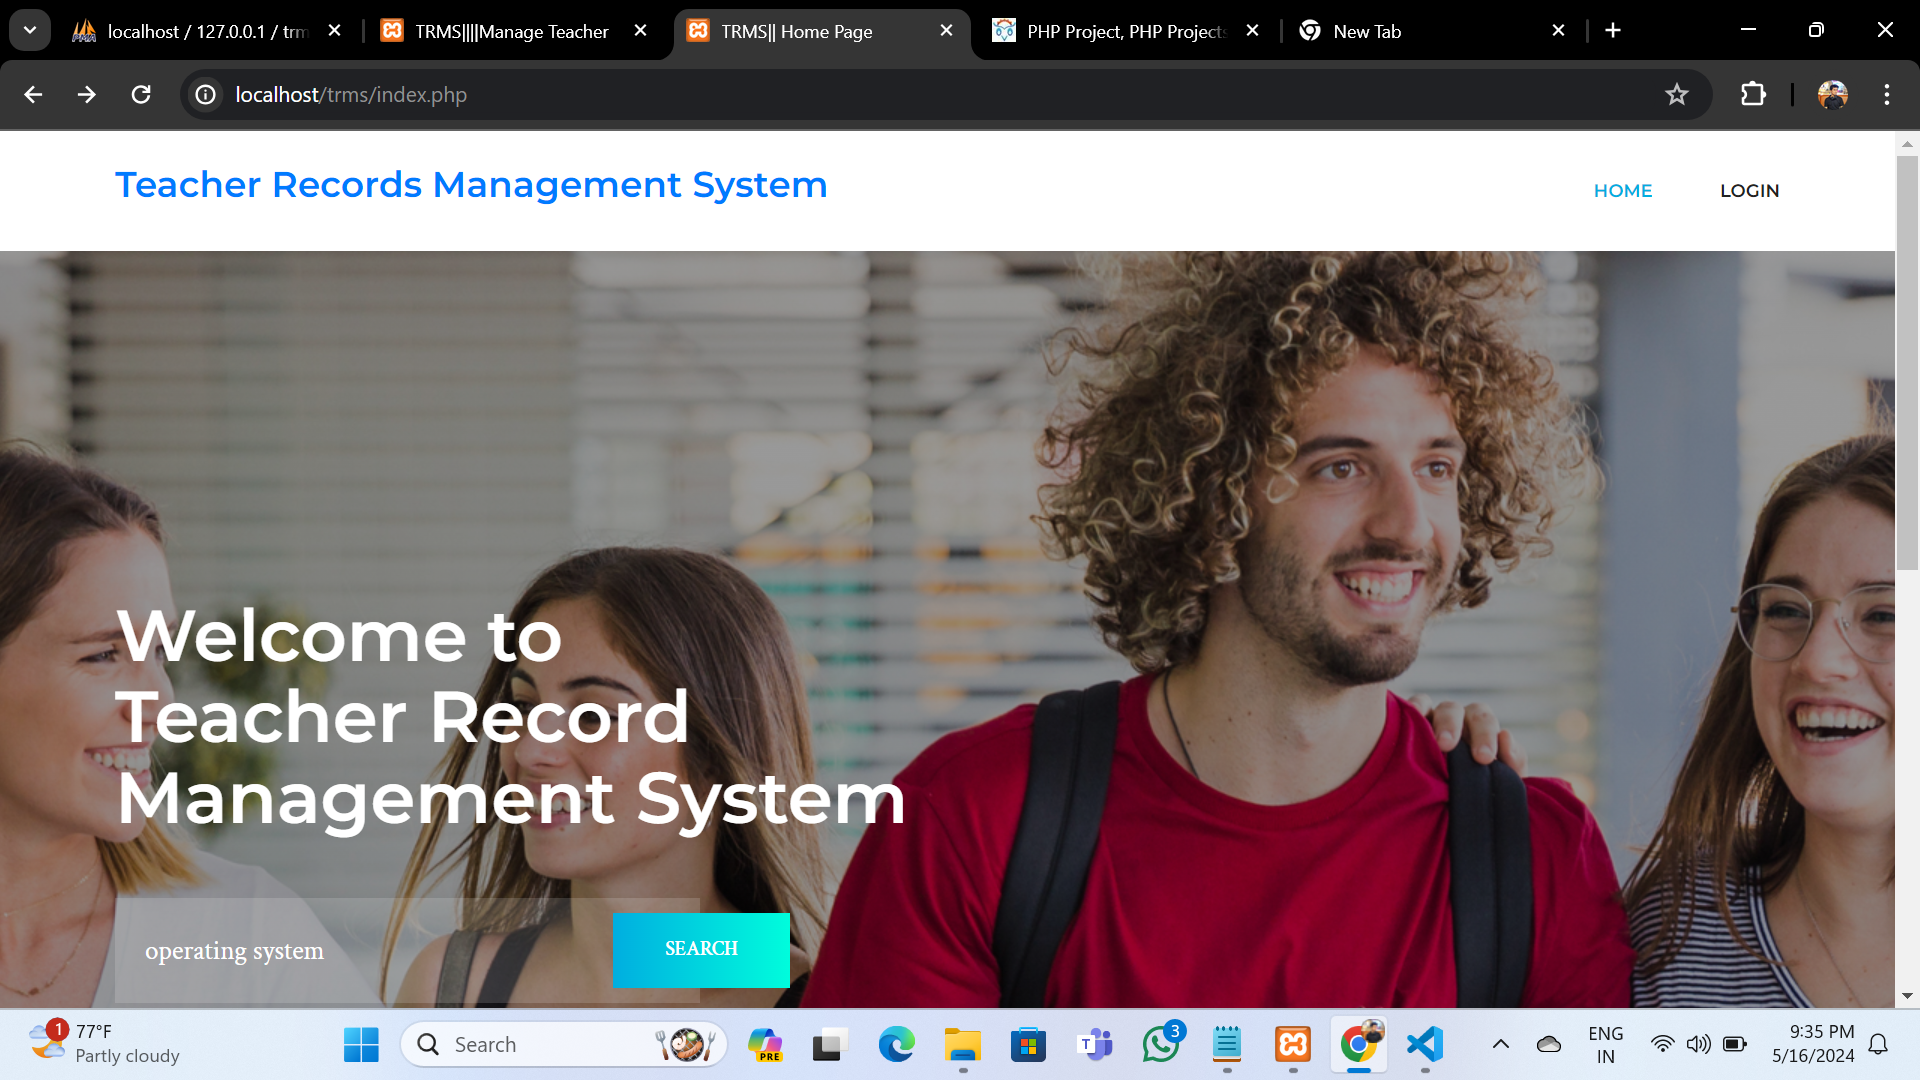 localhost / 127.0.0.1 / trm
TRMS||||Manage Teacher
TRMS|| Home Page
PHP Project, PHP Projects
New Tab
localhost/trms/index.php
Teacher Records Management System
HOME
LOGIN
Welcome to
Teacher Record
Management System
operating system
SEARCH
1
77°F
Partly cloudy
Search
PRE
T
3
ENG
IN
9:35 PM
5/16/2024